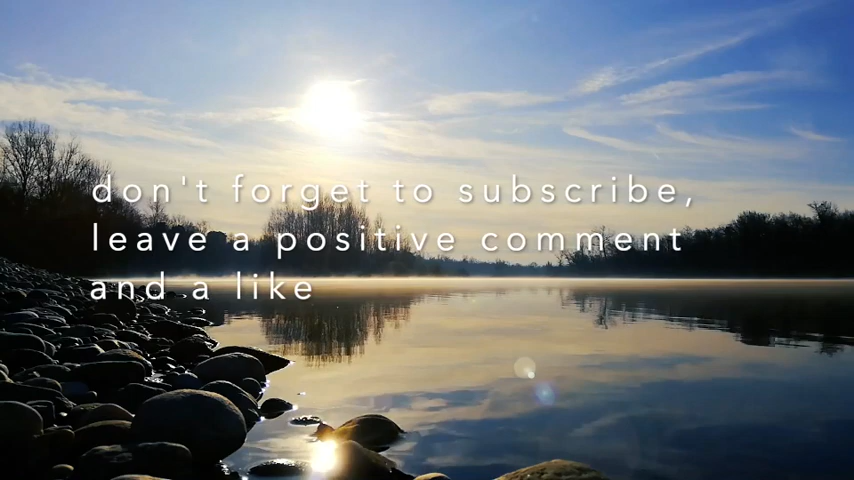 don't forget to subscribe,
leave a positive comment
and a like